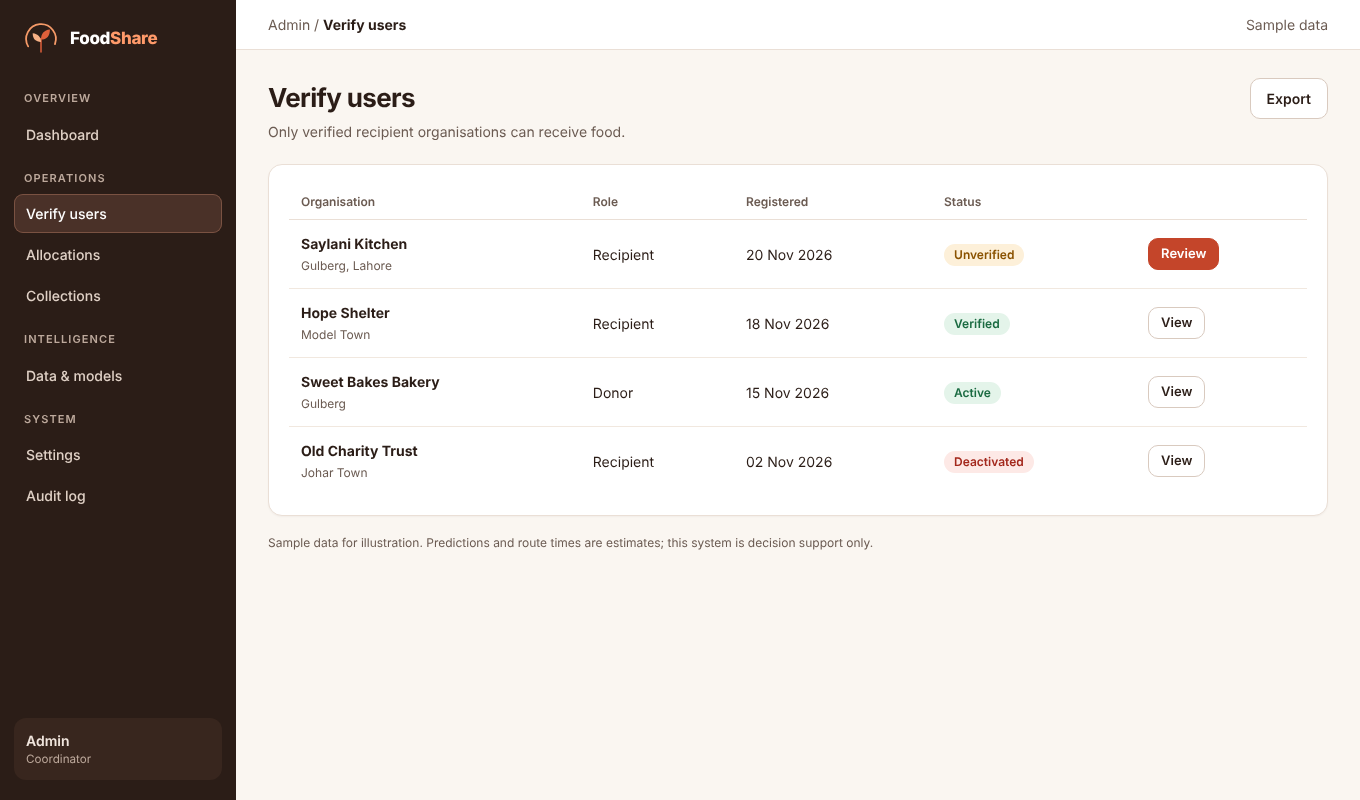 FoodShare
OVERVIEW
Dashboard
OPERATIONS
Verify users
Allocations
Collections
INTELLIGENCE
Data & models
SYSTEM
Settings
Audit log
Admin
Coordinator
Admin / Verify users
Sample data
Verify users
Export
Only verified recipient organisations can receive food.
Organisation Role Registered Status
Saylani Kitchen
Gulberg, Lahore
Recipient 20 Nov 2026 Unverified Review
Hope Shelter
Model Town
Recipient 18 Nov 2026 Verified View
Sweet Bakes Bakery
Gulberg
Donor 15 Nov 2026 Active View
Old Charity Trust
Johar Town
Recipient 02 Nov 2026 Deactivated View
Sample data for illustration. Predictions and route times are estimates; this system is decision support only.